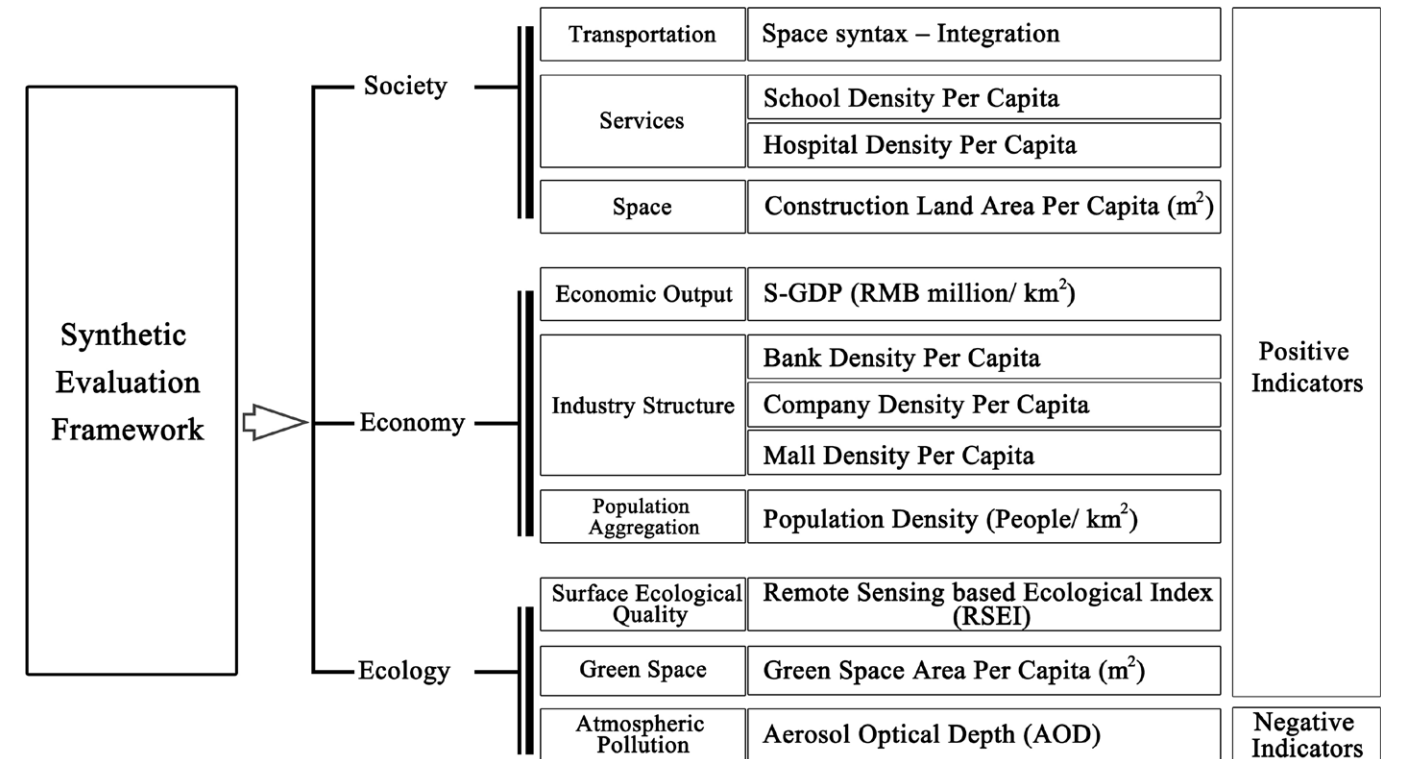 Synthetic
Evaluation
Framework
Society
Transportation
Space syntax – Integration
Services
School Density Per Capita
Hospital Density Per Capita
Space
Construction Land Area Per Capita (m²)
Economy
Economic Output
S-GDP (RMB million/ km²)
Industry Structure
Bank Density Per Capita
Company Density Per Capita
Mall Density Per Capita
Population
Aggregation
Population Density (People/ km²)
Ecology
Surface Ecological
Quality
Remote Sensing based Ecological Index
(RSEI)
Green Space
Green Space Area Per Capita (m²)
Atmospheric
Pollution
Aerosol Optical Depth (AOD)
Positive
Indicators
Negative
Indicators